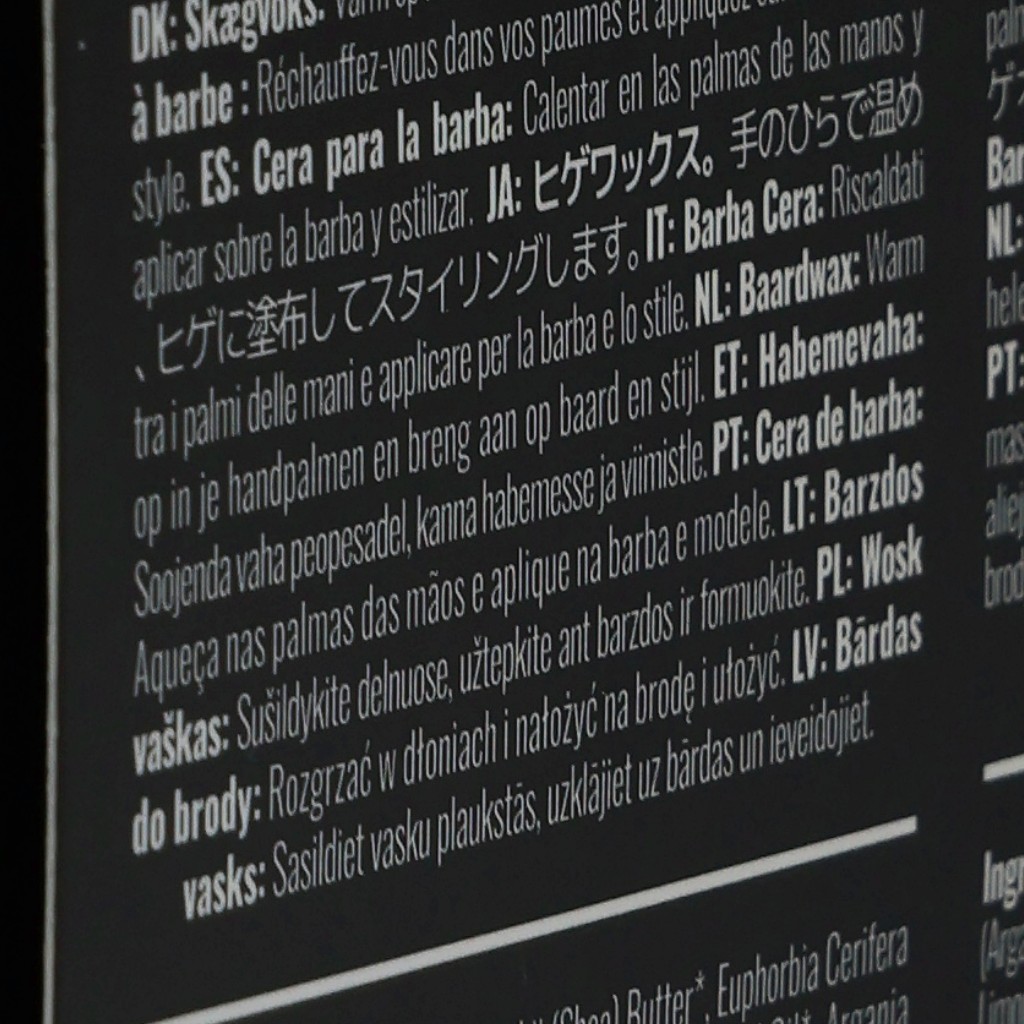 DK: Skægvoks.
à barbe : Réchauffez-vous dans vos paumes et appliquez
style. ES: Cera para la barba: Calentar en las palmas de las manos y
aplicar sobre la barba y estilizar. JA: ヒゲワックス。手のひらで温め
、ヒゲに塗布してスタイリングします。IT: Barba Cera: Riscaldati
tra i palmi delle mani e applicare per la barba e lo stile. NL: Baardwax: Warm
op in je handpalmen en breng aan op baard en stijl. ET: Habemevaha:
Soojenda vaha peopesadel, kanna habemesse ja viimistle. PT: Cera de barba:
Aqueça nas palmas das mãos e aplique na barba e modele. LT: Barzdos
vaškas: Sušildykite delnuose, užtepkite ant barzdos ir formuokite. PL: Wosk
do brody: Rozgrzać w dłoniach i nałożyć na brodę i ułożyć. LV: Bārdas
vasks: Sasildiet vasku plaukstās, uzklājiet uz bārdas un ieveidojiet.
Butter*, Euphorbia Cerifera
Argania
NL:
PT: